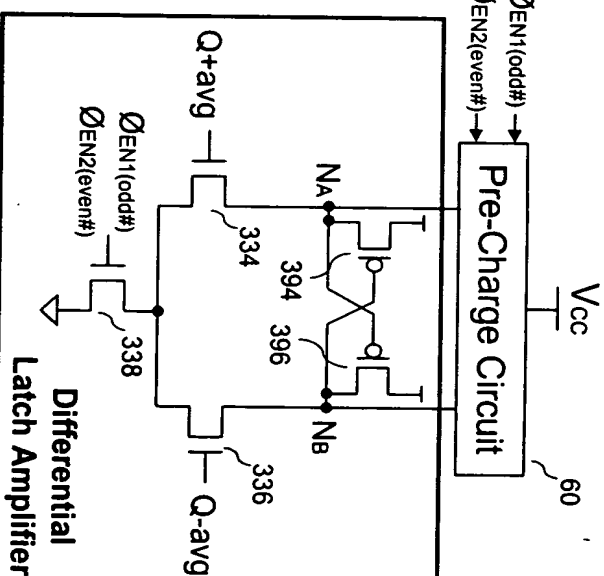 ØEN1(odd#)
ØEN2(even#)
Vcc
Pre-Charge Circuit
60
NA
NB
394
396
Q+avg
334
336
Q-avg
ØEN1(odd#)
ØEN2(even#)
338
Differential
Latch Amplifier